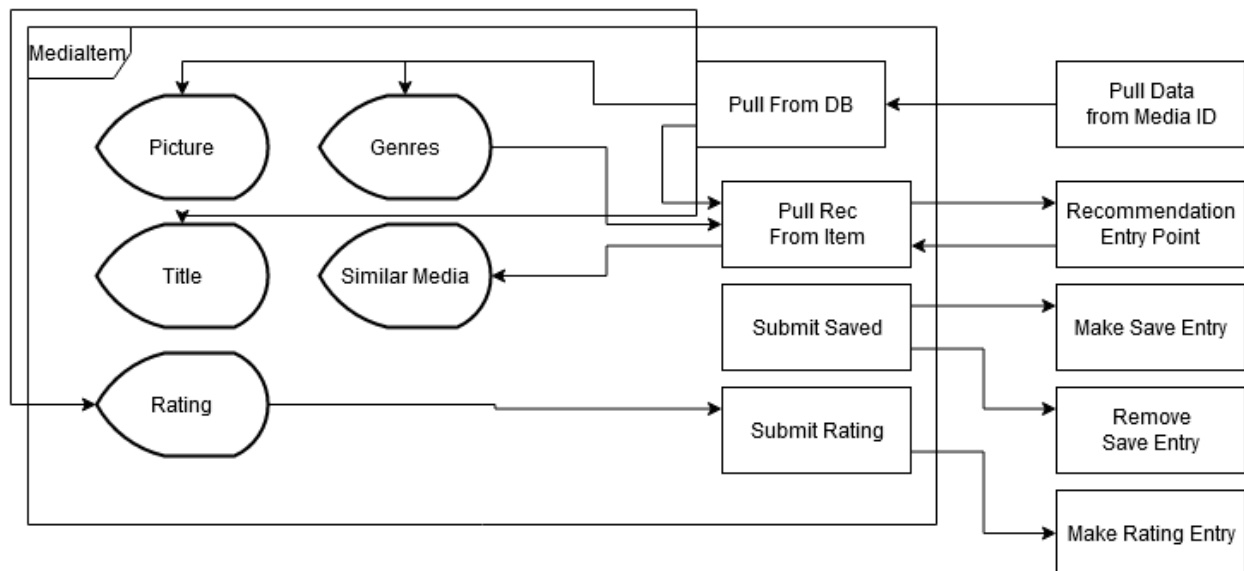 MediaItem
Picture
Genres
Pull From DB
Pull Data
from Media ID
Title
Similar Media
Pull Rec
From Item
Recommendation
Entry Point
Submit Saved
Make Save Entry
Rating
Submit Rating
Remove
Save Entry
Make Rating Entry